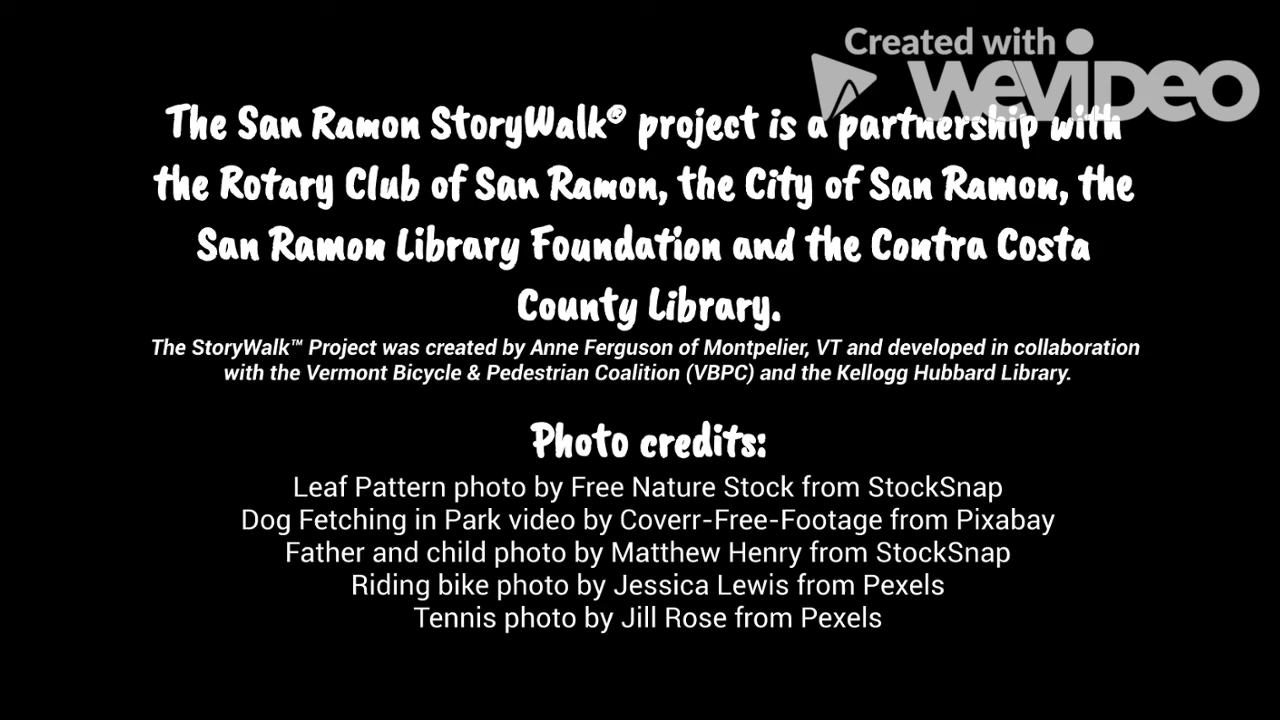 Created with
WEVIDEO
The San Ramon StoryWalk® project is a partnership with
the Rotary Club of San Ramon, the City of San Ramon, the
San Ramon Library Foundation and the Contra Costa
County Library.
The StoryWalk™ Project was created by Anne Ferguson of Montpelier, VT and developed in collaboration
with the Vermont Bicycle & Pedestrian Coalition (VBPC) and the Kellogg Hubbard Library.
Photo credits:
Leaf Pattern photo by Free Nature Stock from StockSnap
Dog Fetching in Park video by Coverr-Free-Footage from Pixabay
Father and child photo by Matthew Henry from StockSnap
Riding bike photo by Jessica Lewis from Pexels
Tennis photo by Jill Rose from Pexels